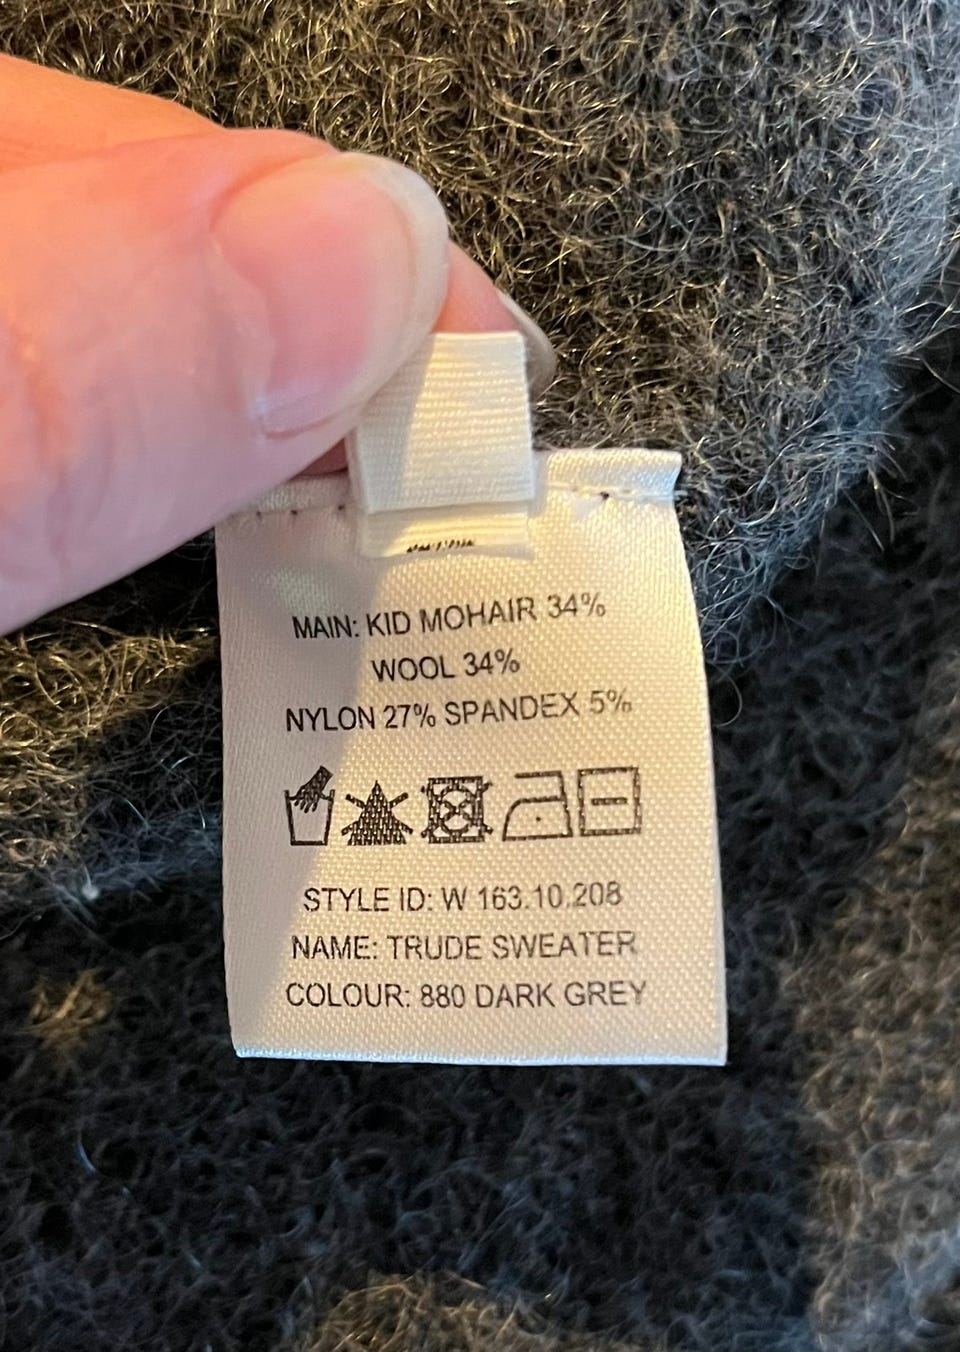 MAIN: KID MOHAIR 34%
WOOL 34%
NYLON 27% SPANDEX 5%
STYLE ID: W 163.10.208
NAME: TRUDE SWEATER
COLOUR: 880 DARK GREY